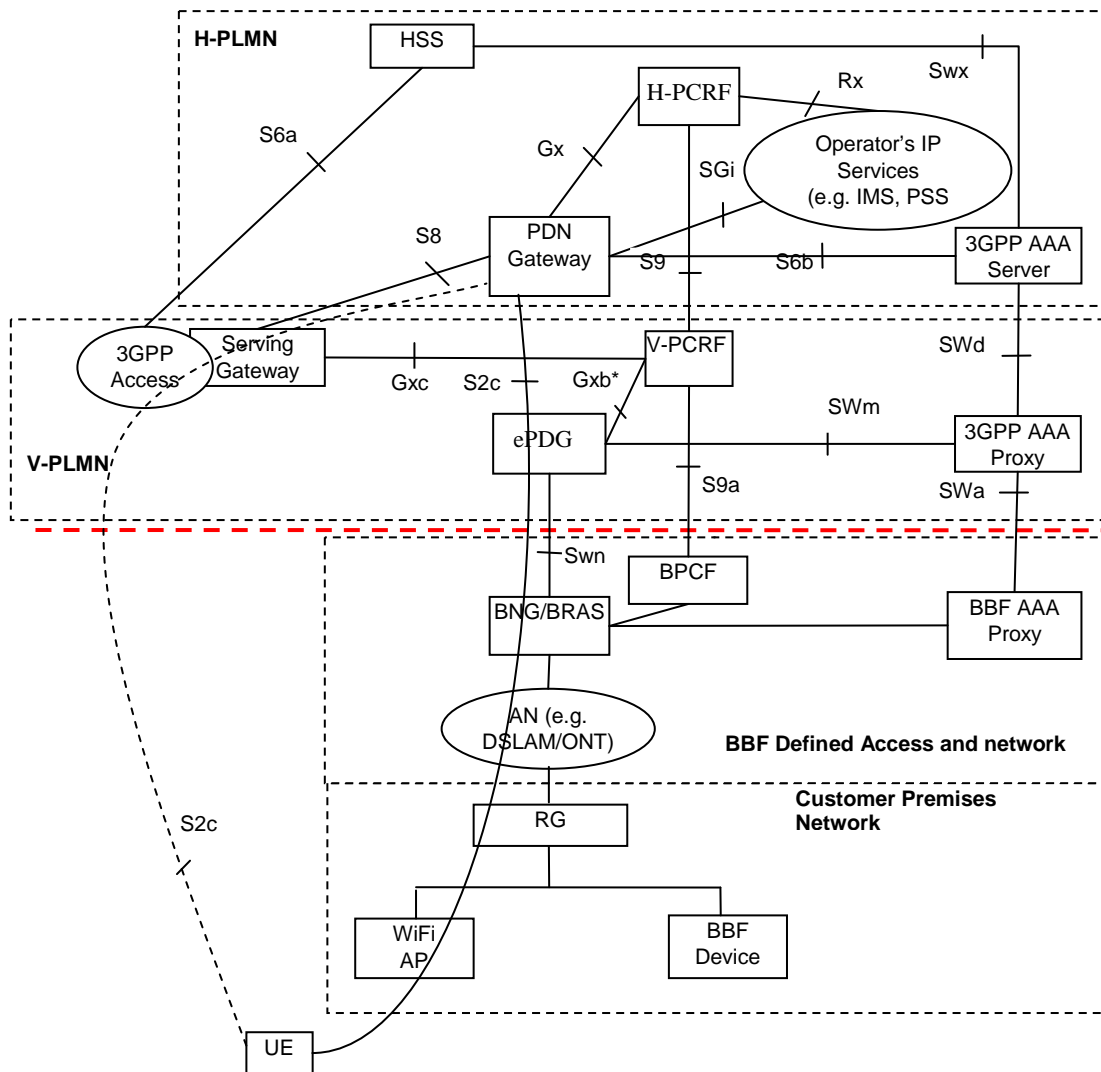 H-PLMN
HSS
Swx
H-PCRF
Rx
S6a
Gx
Operator's IP
Services
(e.g. IMS, PSS
SGi
S8
PDN
Gateway
S9
S6b
3GPP AAA
Server
3GPP
Access
Serving
Gateway
V-PCRF
SWd
Gxc
S2c
Gxb*
SWm
ePDG
3GPP AAA
Proxy
V-PLMN
S9a
SWa
Swn
BPCF
BNG/BRAS
BBF AAA
Proxy
AN (e.g.
DSLAM/ONT)
BBF Defined Access and network
Customer Premises
Network
RG
S2c
WiFi
AP
BBF
Device
UE